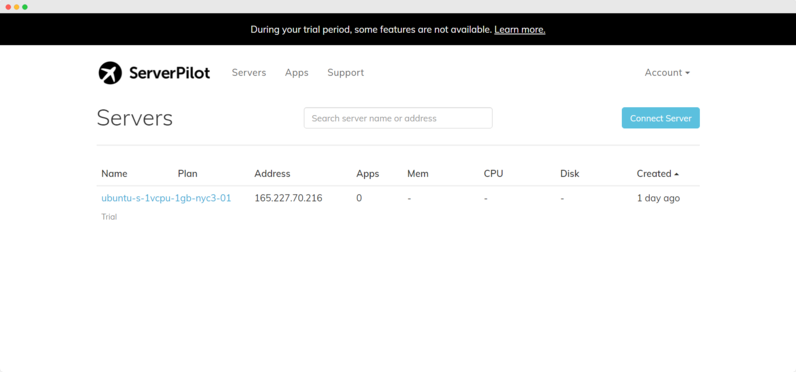 During your trial period, some features are not available. Learn more.
ServerPilot Servers Apps Support Account
Servers Search server name or address Connect Server
Name Plan Address Apps Mem CPU Disk Created
ubuntu-s-1vcpu-1gb-nyc3-01 165.227.70.216 0 - - - 1 day ago
Trial